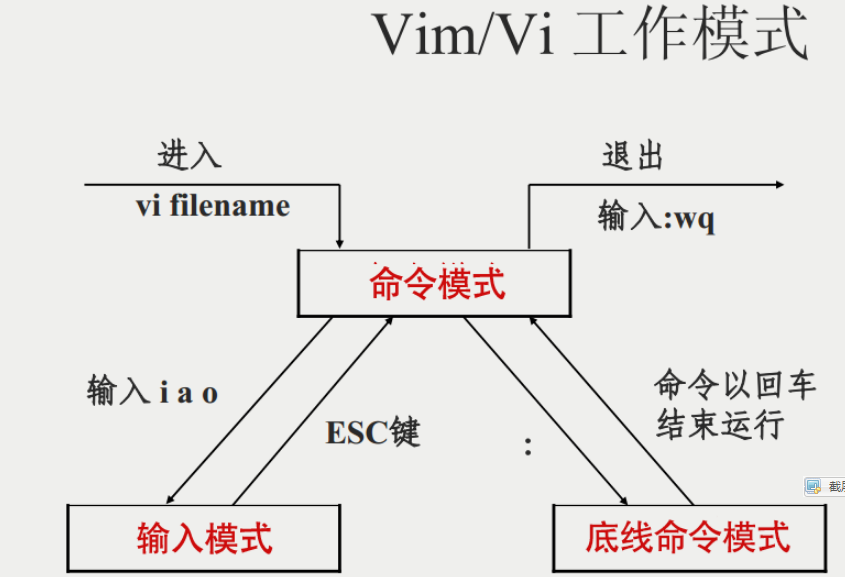 Vim/Vi 工作模式
进入
vi filename
退出
输入:wq
命令模式
输入 i a o
ESC键
:
命令以回车
结束运行
输入模式
底线命令模式